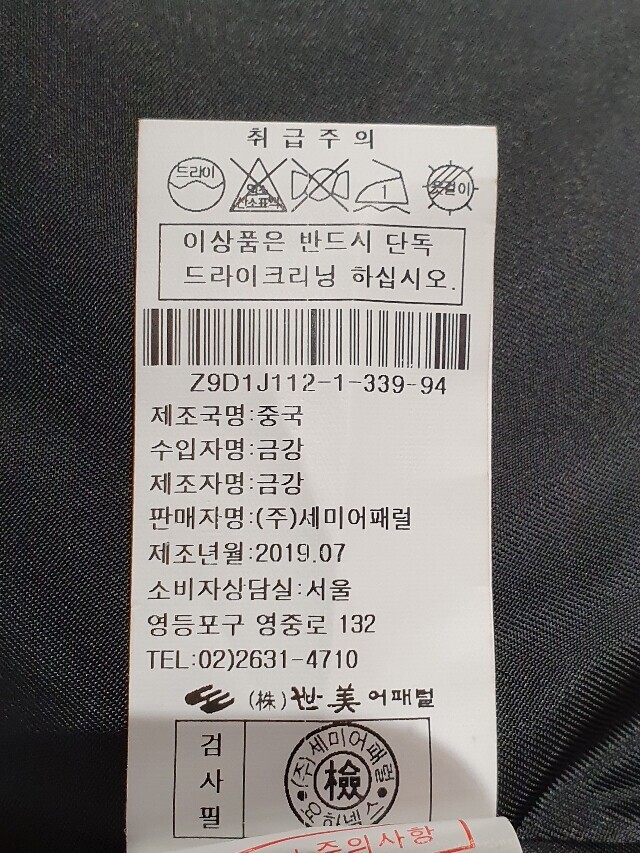 취급주의
드라이
염소
산소표백
1
옷걸이
이상품은 반드시 단독
드라이크리닝 하십시오.
Z9D1J112-1-339-94
제조국명:중국
수입자명:금강
제조자명:금강
판매자명:(주)세미어패럴
제조년월:2019.07
소비자상담실:서울
영등포구 영중로 132
TEL:02)2631-4710
(株) 世美 어패럴
검사필
(주)세미어패럴
檢
주의사항